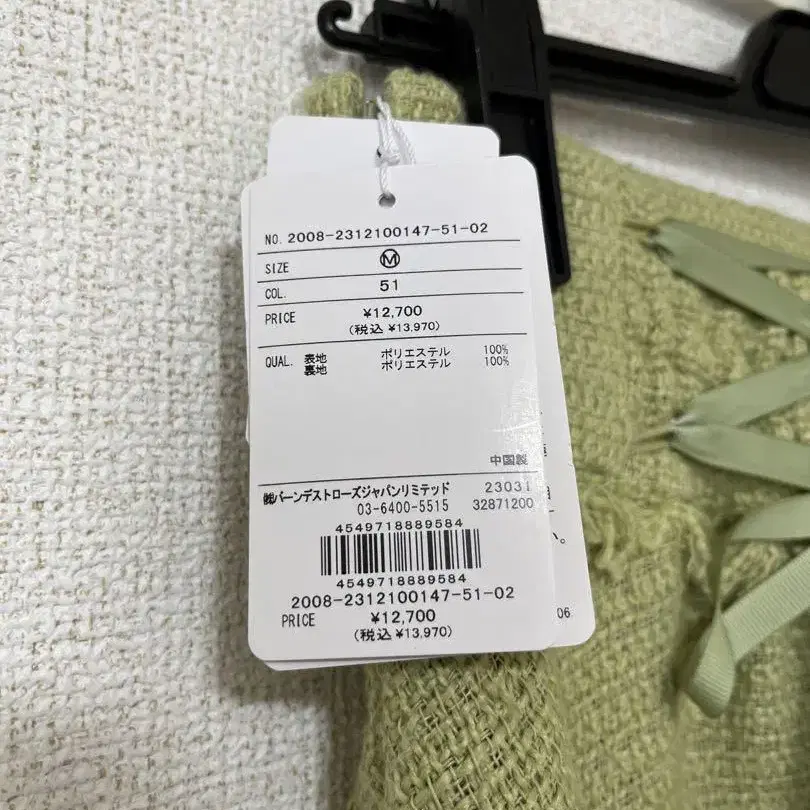 NO. 2008-2312100147-51-02
SIZE Ⓜ
COL. 51
PRICE ¥12,700
(税込 ¥13,970)
QUAL. 表地 ポリエステル 100%
裏地 ポリエステル 100%
中国製
㈱バーンデストローズジャパンリミテッド 23031
03-6400-5515 32871200
4549718889584
4549718889584
2008-2312100147-51-02
PRICE ¥12,700
(税込 ¥13,970)
い。
06